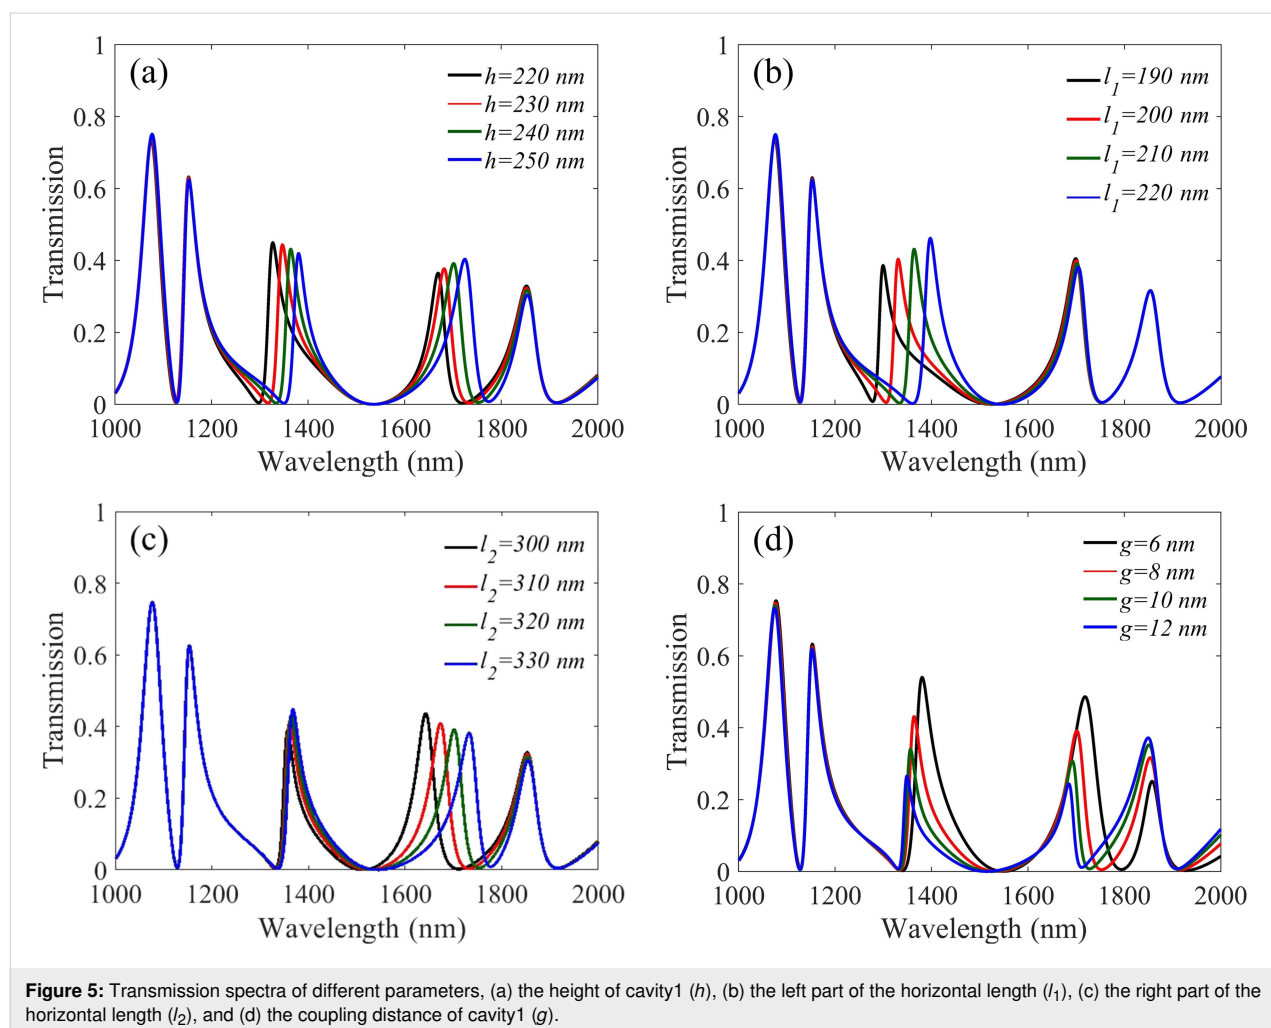 (a)
h=220 nm
h=230 nm
h=240 nm
h=250 nm
1
0.8
0.6
0.4
0.2
0
Transmission
1000 1200 1400 1600 1800 2000
Wavelength (nm)
(b)
l1=190 nm
l1=200 nm
l1=210 nm
l1=220 nm
1
0.8
0.6
0.4
0.2
0
Transmission
1000 1200 1400 1600 1800 2000
Wavelength (nm)
(c)
l2=300 nm
l2=310 nm
l2=320 nm
l2=330 nm
1
0.8
0.6
0.4
0.2
0
Transmission
1000 1200 1400 1600 1800 2000
Wavelength (nm)
(d)
g=6 nm
g=8 nm
g=10 nm
g=12 nm
1
0.8
0.6
0.4
0.2
0
Transmission
1000 1200 1400 1600 1800 2000
Wavelength (nm)
Figure 5: Transmission spectra of different parameters, (a) the height of cavity1 (h), (b) the left part of the horizontal length (l1), (c) the right part of the
horizontal length (l2), and (d) the coupling distance of cavity1 (g).